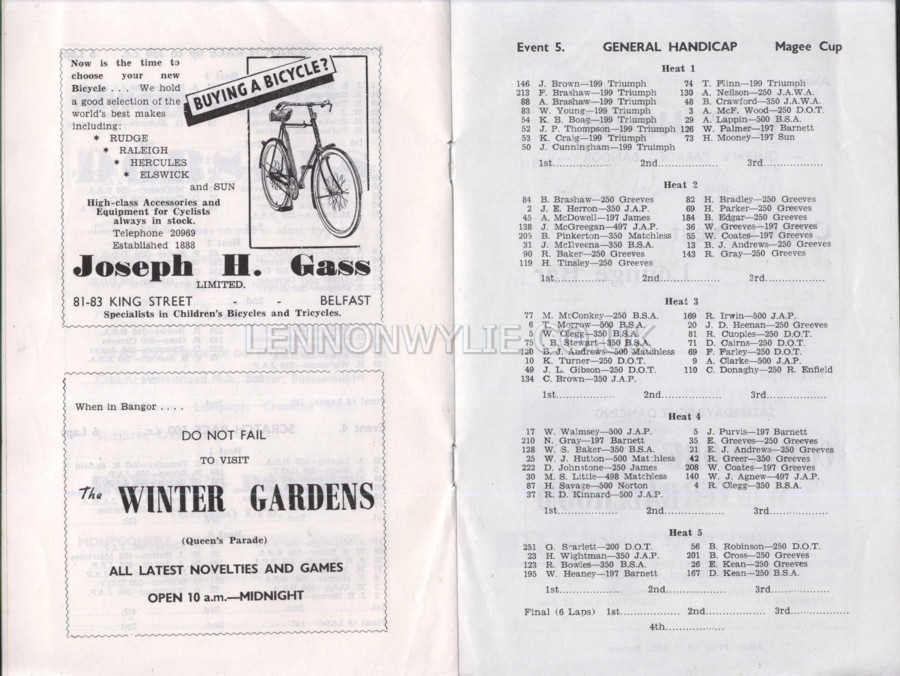 Now is the time to
choose your new
Bicycle . . . We hold
a good selection of the
world's best makes
including:
* RUDGE
* RALEIGH
* HERCULES
* ELSWICK
and SUN
BUYING A BICYCLE?
High-class Accessories and
Equipment for Cyclists
always in stock.
Telephone 20969
Established 1888
Joseph H. Gass
LIMITED.
81-83 KING STREET - - BELFAST
Specialists in Children's Bicycles and Tricycles.
When in Bangor . . . .
DO NOT FAIL
TO VISIT
The WINTER GARDENS
(Queen's Parade)
ALL LATEST NOVELTIES AND GAMES
OPEN 10 a.m.—MIDNIGHT
LENNONWYLIE.CO.UK
Event 5. GENERAL HANDICAP Magee Cup
Heat 1
146 J. Brown—199 Triumph 74 T. Flinn—199 Triumph
213 F. Brashaw—199 Triumph 130 A. Neilson—250 J.A.W.A.
88 A. Brashaw—199 Triumph 48 B. Crawford—350 J.A.W.A.
83 W. Young—199 Triumph 3 A. McF. Wood—250 D.O.T.
54 K. B. Boag—199 Triumph 29 A. Lappin—500 B.S.A.
52 J. P. Thompson—199 Triumph 126 W. Palmer—197 Barnett
53 K. Craig—199 Triumph 73 H. Mooney—197 Sun
50 J. Cunningham—199 Truimph
1st.................. 2nd.................. 3rd..................
Heat 2
84 B. Brashaw—250 Greeves 82 H. Bradley—250 Greeves
2 J. E. Herron—350 J.A.P. 69 H. Parker—250 Greeves
45 A. McDowell—197 James 184 B. Edgar—250 Greeves
138 J. McGreegan—497 J.A.P. 36 W. Greeves—197 Greeves
205 B. Pinkerton—350 Matchless 55 W. Coates—197 Greeves
31 J. McIlveena—350 B.S.A. 13 B. J. Andrews—500 Greeves
90 R. Baker—250 Greeves 143 R. Gray—250 Greeves
119 H. Tinsley—250 Greeves
1st.................. 2nd.................. 3rd..................
Heat 3
77 M. McConkey—250 B.S.A. 169 R. Irwin—500 J.A.P.
6 T. Morrow—500 B.S.A. 20 J. D. Heenan—250 Greeves
5 W. Clegg—350 B.S.A. 81 R. Cuoples—250 D.O.T.
75 B. Stewart—350 B.S.A. 71 D. Cairns—250 D.O.T.
120 B. J. Andrews—500 Matchless 69 F. Farley—250 D.O.T.
10 K. Turner—250 D.O.T. 9 A. Clarke—500 J.A.P.
49 J. L. Gibson—250 D.O.T. 110 C. Donaghy—250 R. Enfield
134 C. Brown—350 J.A.P.
1st.................. 2nd.................. 3rd..................
Heat 4
17 W. Walmsey—500 J.A.P. 5 J. Purvis—197 Barnett
210 N. Gray—197 Barnett 35 E. Greeves—250 Greeves
128 W. S. Baker—350 B.S.A. 21 E. J. Andrews—250 Greeves
25 W. J. Hutton—500 Matchless 42 R. Greer—350 Greeves
222 D. Johnstone—250 James 208 W. Coates—197 Greeves
30 M. S. Little—498 Matchless 140 W. J. Agnew—497 J.A.P.
87 H. Savage—500 Norton 4 R. Clegg—350 B.S.A.
37 R. D. Kinnard—500 J.A.P.
1st.................. 2nd.................. 3rd..................
Heat 5
251 G. Scarlett—200 D.O.T. 56 B. Robinson—250 D.O.T.
23 H. Wightman—350 J.A.P. 201 B. Cross—250 Greeves
123 R. Bowles—350 B.S.A. 26 E. Kean—250 Greeves
195 W. Heaney—197 Barnett 167 D. Kean—250 B.S.A.
1st.................. 2nd.................. 3rd..................
Final (6 Laps) 1st.................. 2nd.................. 3rd..................
4th..................